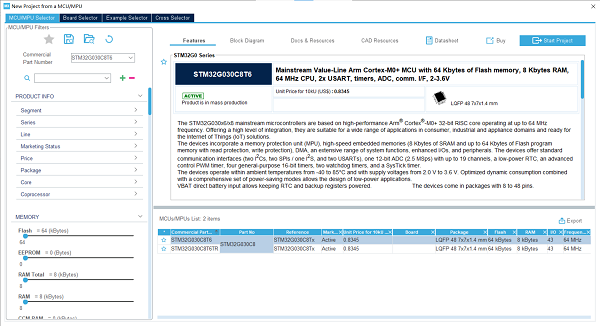 New Project from a MCU/MPU
MCU/MPU Selector
Board Selector
Example Selector
Cross Selector
MCU/MPU Filters
Commercial
Part Number
STM32G030C8T6
PRODUCT INFO
Segment
Series
Line
Marketing Status
Price
Package
Core
Coprocessor
MEMORY
Flash = 64 (kBytes)
64
EEPROM = 0 (Bytes)
0
RAM Total = 8 (kBytes)
8
RAM = 8 (kBytes)
8
CCM RAM = 0 (kBytes)
Features
Block Diagram
Docs & Resources
CAD Resources
Datasheet
Buy
Start Project
STM32G0 Series
STM32G030C8T6
Mainstream Value-Line Arm Cortex-M0+ MCU with 64 Kbytes of Flash memory, 8 Kbytes RAM,
64 MHz CPU, 2x USART, timers, ADC, comm. I/F, 2-3.6V
ACTIVE
Product is in mass production
Unit Price for 10kU (US$) : 0.8345
LQFP 48 7x7x1.4 mm
The STM32G030x6/x8 mainstream microcontrollers are based on high-performance Arm® Cortex®-M0+ 32-bit RISC core operating at up to 64 MHz
frequency. Offering a high level of integration, they are suitable for a wide range of applications in consumer, industrial and appliance domains and ready for
the Internet of Things (IoT) solutions.
The devices incorporate a memory protection unit (MPU), high-speed embedded memories (8 Kbytes of SRAM and up to 64 Kbytes of Flash program
memory with read protection, write protection), DMA, an extensive range of system functions, enhanced I/Os, and peripherals. The devices offer standard
communication interfaces (two I²Cs, two SPIs / one I²S, and two USARTs), one 12-bit ADC (2.5 MSps) with up to 19 channels, a low-power RTC, an advanced
control PWM timer, four general-purpose 16-bit timers, two watchdog timers, and a SysTick timer.
The devices operate within ambient temperatures from -40 to 85°C and with supply voltages from 2.0 V to 3.6 V. Optimized dynamic consumption combined
with a comprehensive set of power-saving modes allows the design of low-power applications.
VBAT direct battery input allows keeping RTC and backup registers powered The devices come in packages with 8 to 48 pins.
MCUs/MPUs List: 2 items
Export
* Commercial Part... Part No Reference Mark... Unit Price for 10kU ... Board Package Flash RAM I/O Frequen...
STM32G030C8T6 STM32G030C8 STM32G030C8Tx Active 0.8345 LQFP 48 7x7x1.4 mm 64 kBytes 8 kBytes 43 64 MHz
STM32G030C8T6TR STM32G030C8Tx Active 0.8345 LQFP 48 7x7x1.4 mm 64 kBytes 8 kBytes 43 64 MHz